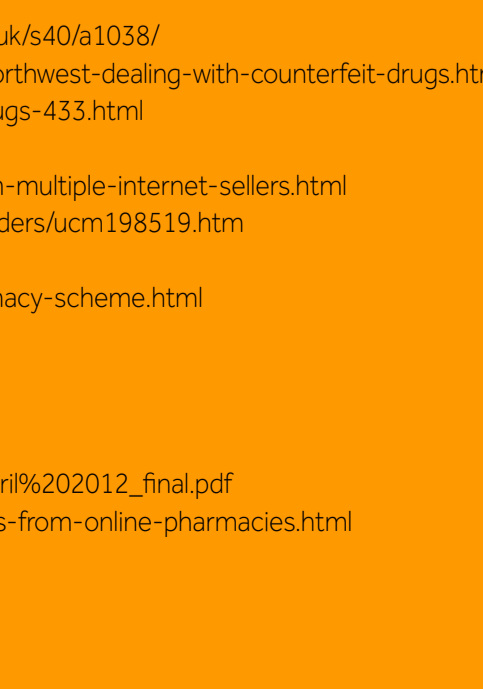 uk/s40/a1038/
orthwest-dealing-with-counterfeit-drugs.htm
ugs-433.html
n-multiple-internet-sellers.html
ders/ucm198519.htm
nacy-scheme.html
ril%202012_final.pdf
s-from-online-pharmacies.html